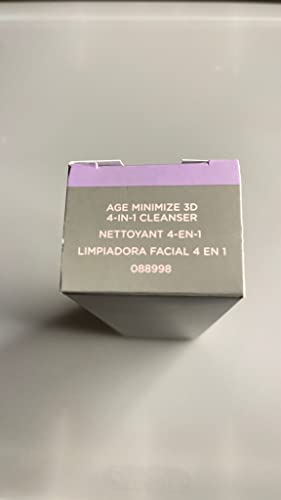 AGE MINIMIZE 3D
4-IN-1 CLEANSER
NETTOYANT 4-EN-1
LIMPIADORA FACIAL 4 EN 1
088998